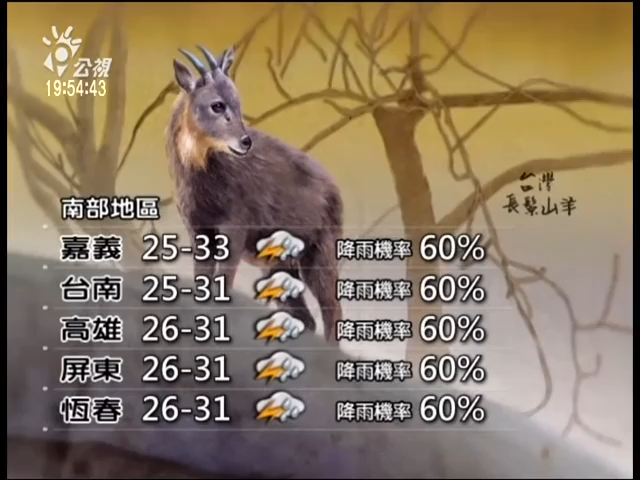 公視
19:54:43
台灣
長鬃山羊
南部地區
嘉義 25-33 降雨機率 60%
台南 25-31 降雨機率 60%
高雄 26-31 降雨機率 60%
屏東 26-31 降雨機率 60%
恆春 26-31 降雨機率 60%